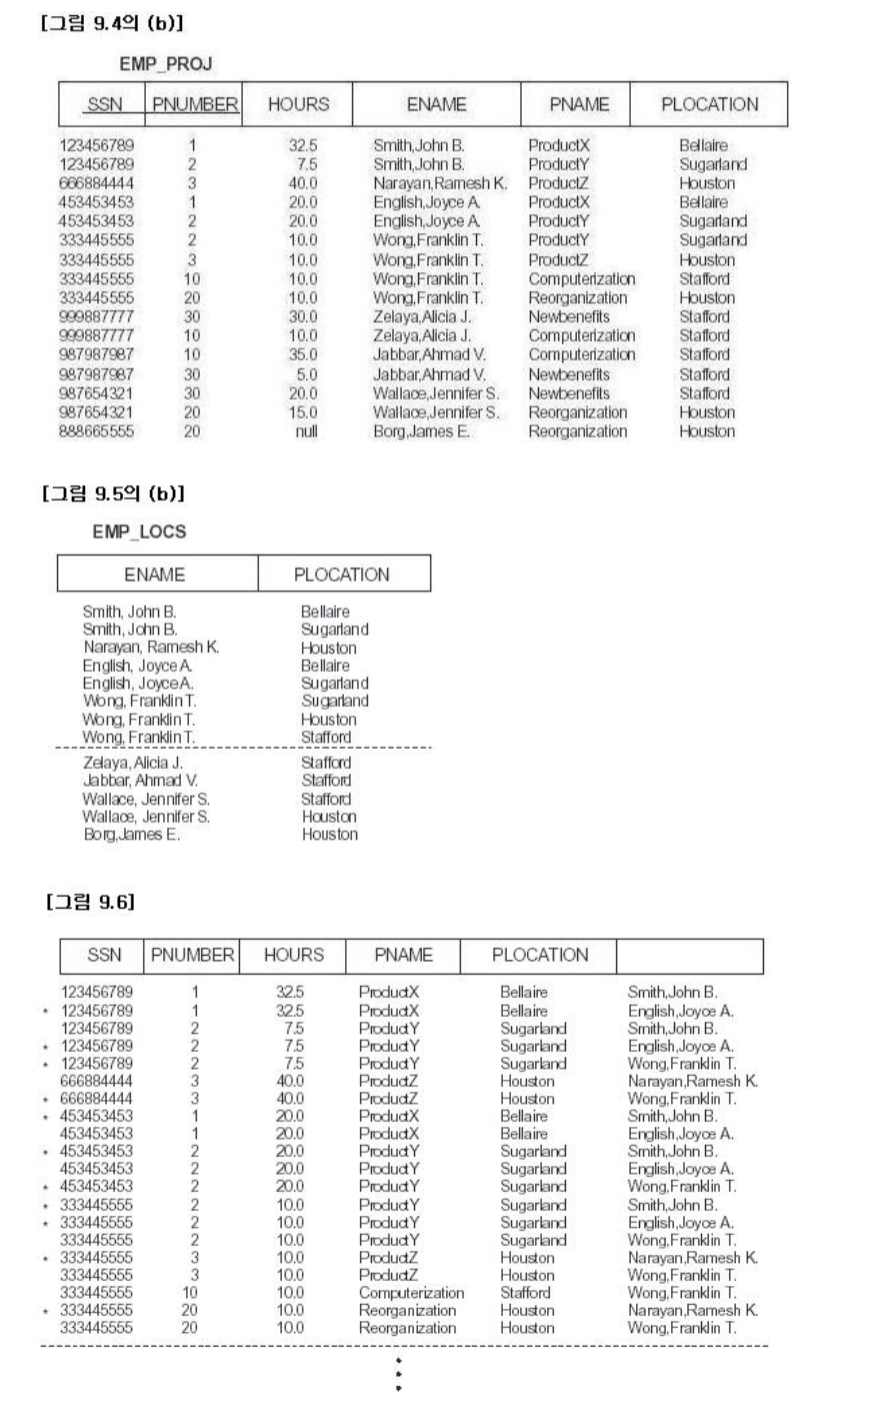 [그림 9.4의 (b)]
EMP_PROJ
SSN PNUMBER HOURS ENAME PNAME PLOCATION
123456789 1 32.5 Smith,John B. ProductX Bellaire
123456789 2 7.5 Smith,John B. ProductY Sugarland
666884444 3 40.0 Narayan,Ramesh K. ProductZ Houston
453453453 1 20.0 English,Joyce A. ProductX Bellaire
453453453 2 20.0 English,Joyce A. ProductY Sugarland
333445555 2 10.0 Wong,Franklin T. ProductY Sugarland
333445555 3 10.0 Wong,Franklin T. ProductZ Houston
333445555 10 10.0 Wong,Franklin T. Computerization Stafford
333445555 20 10.0 Wong,Franklin T. Reorganization Houston
999887777 30 30.0 Zelaya,Alicia J. Newbenefits Stafford
999887777 10 10.0 Zelaya,Alicia J. Computerization Stafford
987987987 10 35.0 Jabbar,Ahmad V. Computerization Stafford
987987987 30 5.0 Jabbar,Ahmad V. Newbenefits Stafford
987654321 30 20.0 Wallace,Jennifer S. Newbenefits Stafford
987654321 20 15.0 Wallace,Jennifer S. Reorganization Houston
888665555 20 null Borg,James E. Reorganization Houston
[그림 9.5의 (b)]
EMP_LOCS
ENAME PLOCATION
Smith, John B. Bellaire
Smith, John B. Sugarland
Narayan, Ramesh K. Houston
English, Joyce A. Bellaire
English, Joyce A. Sugarland
Wong, Franklin T. Sugarland
Wong, Franklin T. Houston
Wong, Franklin T. Stafford
Zelaya, Alicia J. Stafford
Jabbar, Ahmad V. Stafford
Wallace, Jennifer S. Stafford
Wallace, Jennifer S. Houston
Borg,James E. Houston
[그림 9.6]
SSN PNUMBER HOURS PNAME PLOCATION
123456789 1 32.5 ProductX Bellaire Smith,John B.
* 123456789 1 32.5 ProductX Bellaire English,Joyce A.
123456789 2 7.5 ProductY Sugarland Smith,John B.
* 123456789 2 7.5 ProductY Sugarland English,Joyce A.
* 123456789 2 7.5 ProductY Sugarland Wong,Franklin T.
666884444 3 40.0 ProductZ Houston Narayan,Ramesh K.
* 666884444 3 40.0 ProductZ Houston Wong,Franklin T.
* 453453453 1 20.0 ProductX Bellaire Smith,John B.
453453453 1 20.0 ProductX Bellaire English,Joyce A.
* 453453453 2 20.0 ProductY Sugarland Smith,John B.
453453453 2 20.0 ProductY Sugarland English,Joyce A.
* 453453453 2 20.0 ProductY Sugarland Wong,Franklin T.
* 333445555 2 10.0 ProductY Sugarland Smith,John B.
* 333445555 2 10.0 ProductY Sugarland English,Joyce A.
333445555 2 10.0 ProductY Sugarland Wong,Franklin T.
* 333445555 3 10.0 ProductZ Houston Narayan,Ramesh K.
333445555 3 10.0 ProductZ Houston Wong,Franklin T.
333445555 10 10.0 Computerization Stafford Wong,Franklin T.
* 333445555 20 10.0 Reorganization Houston Narayan,Ramesh K.
333445555 20 10.0 Reorganization Houston Wong,Franklin T.